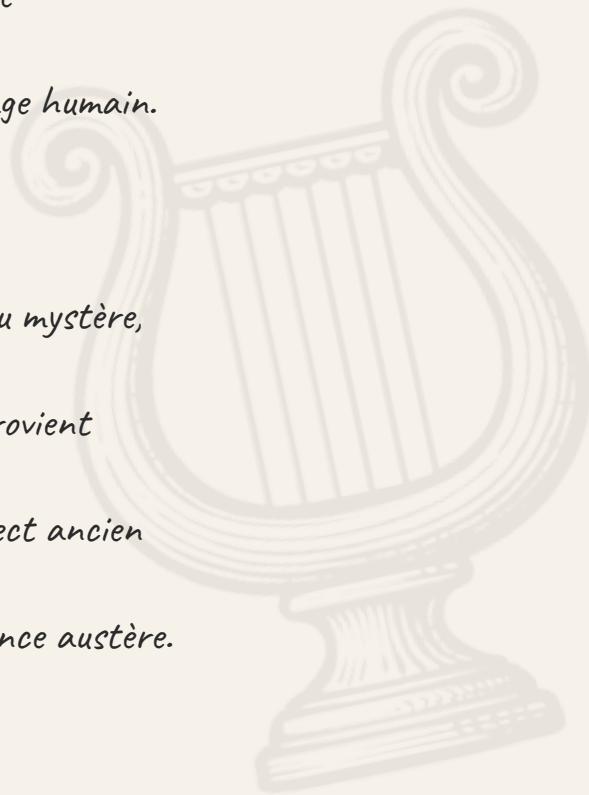 ge humain.
u mystère,
rovient
ect ancien
nce austère.